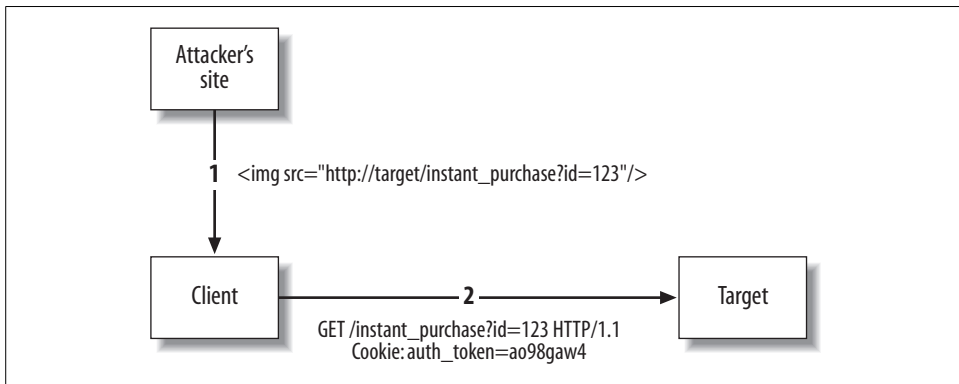 Attacker's
site
1 <img src="http://target/instant_purchase?id=123"/>
Client
2
Target
GET /instant_purchase?id=123 HTTP/1.1
Cookie: auth_token=ao98gaw4